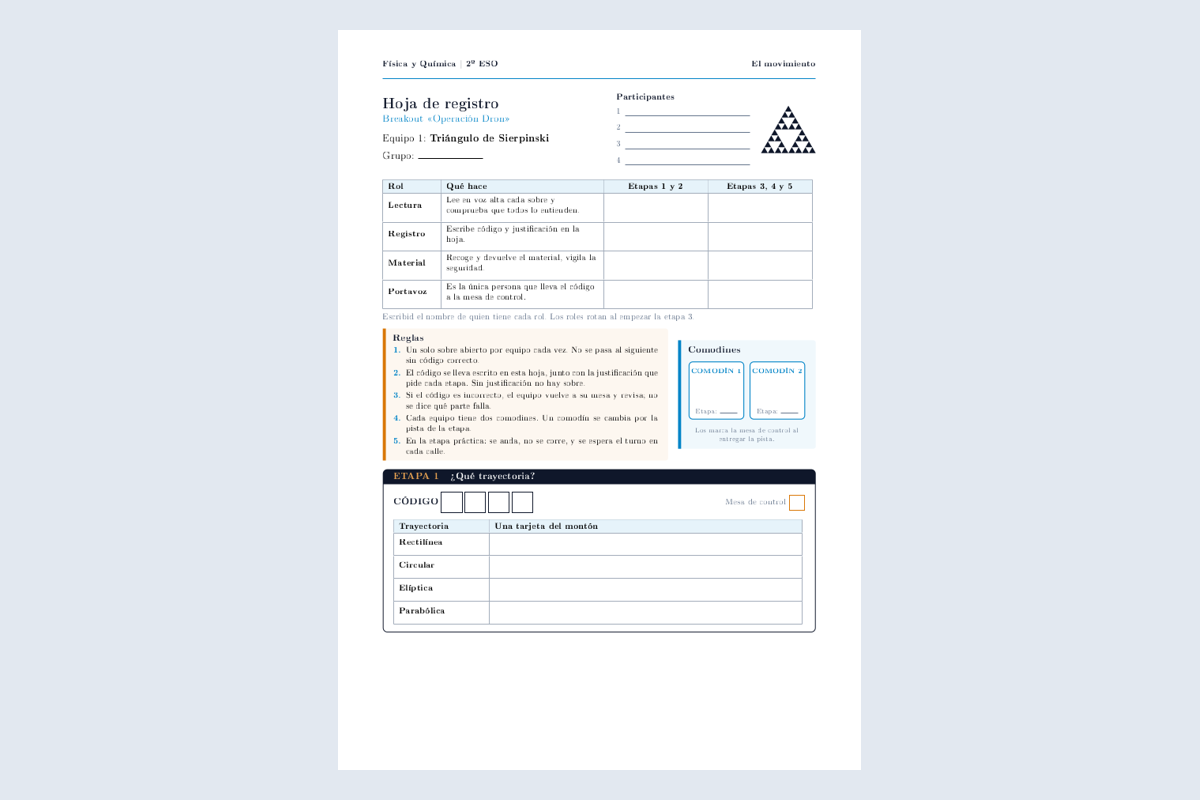 Física y Química | 2º ESO
El movimiento
Hoja de registro
Breakout «Operación Dron»
Equipo 1: Triángulo de Sierpinski
Grupo:
Participantes
1
2
3
4
Rol Qué hace Etapas 1 y 2 Etapas 3, 4 y 5
Lectura
Lee en voz alta cada sobre y
comprueba que todos lo entienden.
Registro
Escribe código y justificación en la
hoja.
Material
Recoge y devuelve el material, vigila la
seguridad.
Portavoz
Es la única persona que lleva el código
a la mesa de control.
Escribid el nombre de quien tiene cada rol. Los roles rotan al empezar la etapa 3.
Reglas
1. Un solo sobre abierto por equipo cada vez. No se pasa al siguiente
sin código correcto.
2. El código se lleva escrito en esta hoja, junto con la justificación que
pide cada etapa. Sin justificación no hay sobre.
3. Si el código es incorrecto, el equipo vuelve a su mesa y revisa; no
se dice qué parte falla.
4. Cada equipo tiene dos comodines. Un comodín se cambia por la
pista de la etapa.
5. En la etapa práctica: se anda, no se corre, y se espera el turno en
cada calle.
Comodines
COMODÍN 1
Etapa:
COMODÍN 2
Etapa:
Los marca la mesa de control al
entregar la pista.
ETAPA 1 ¿Qué trayectoria?
CÓDIGO
Mesa de control
Trayectoria Una tarjeta del montón
Rectilínea
Circular
Elíptica
Parabólica